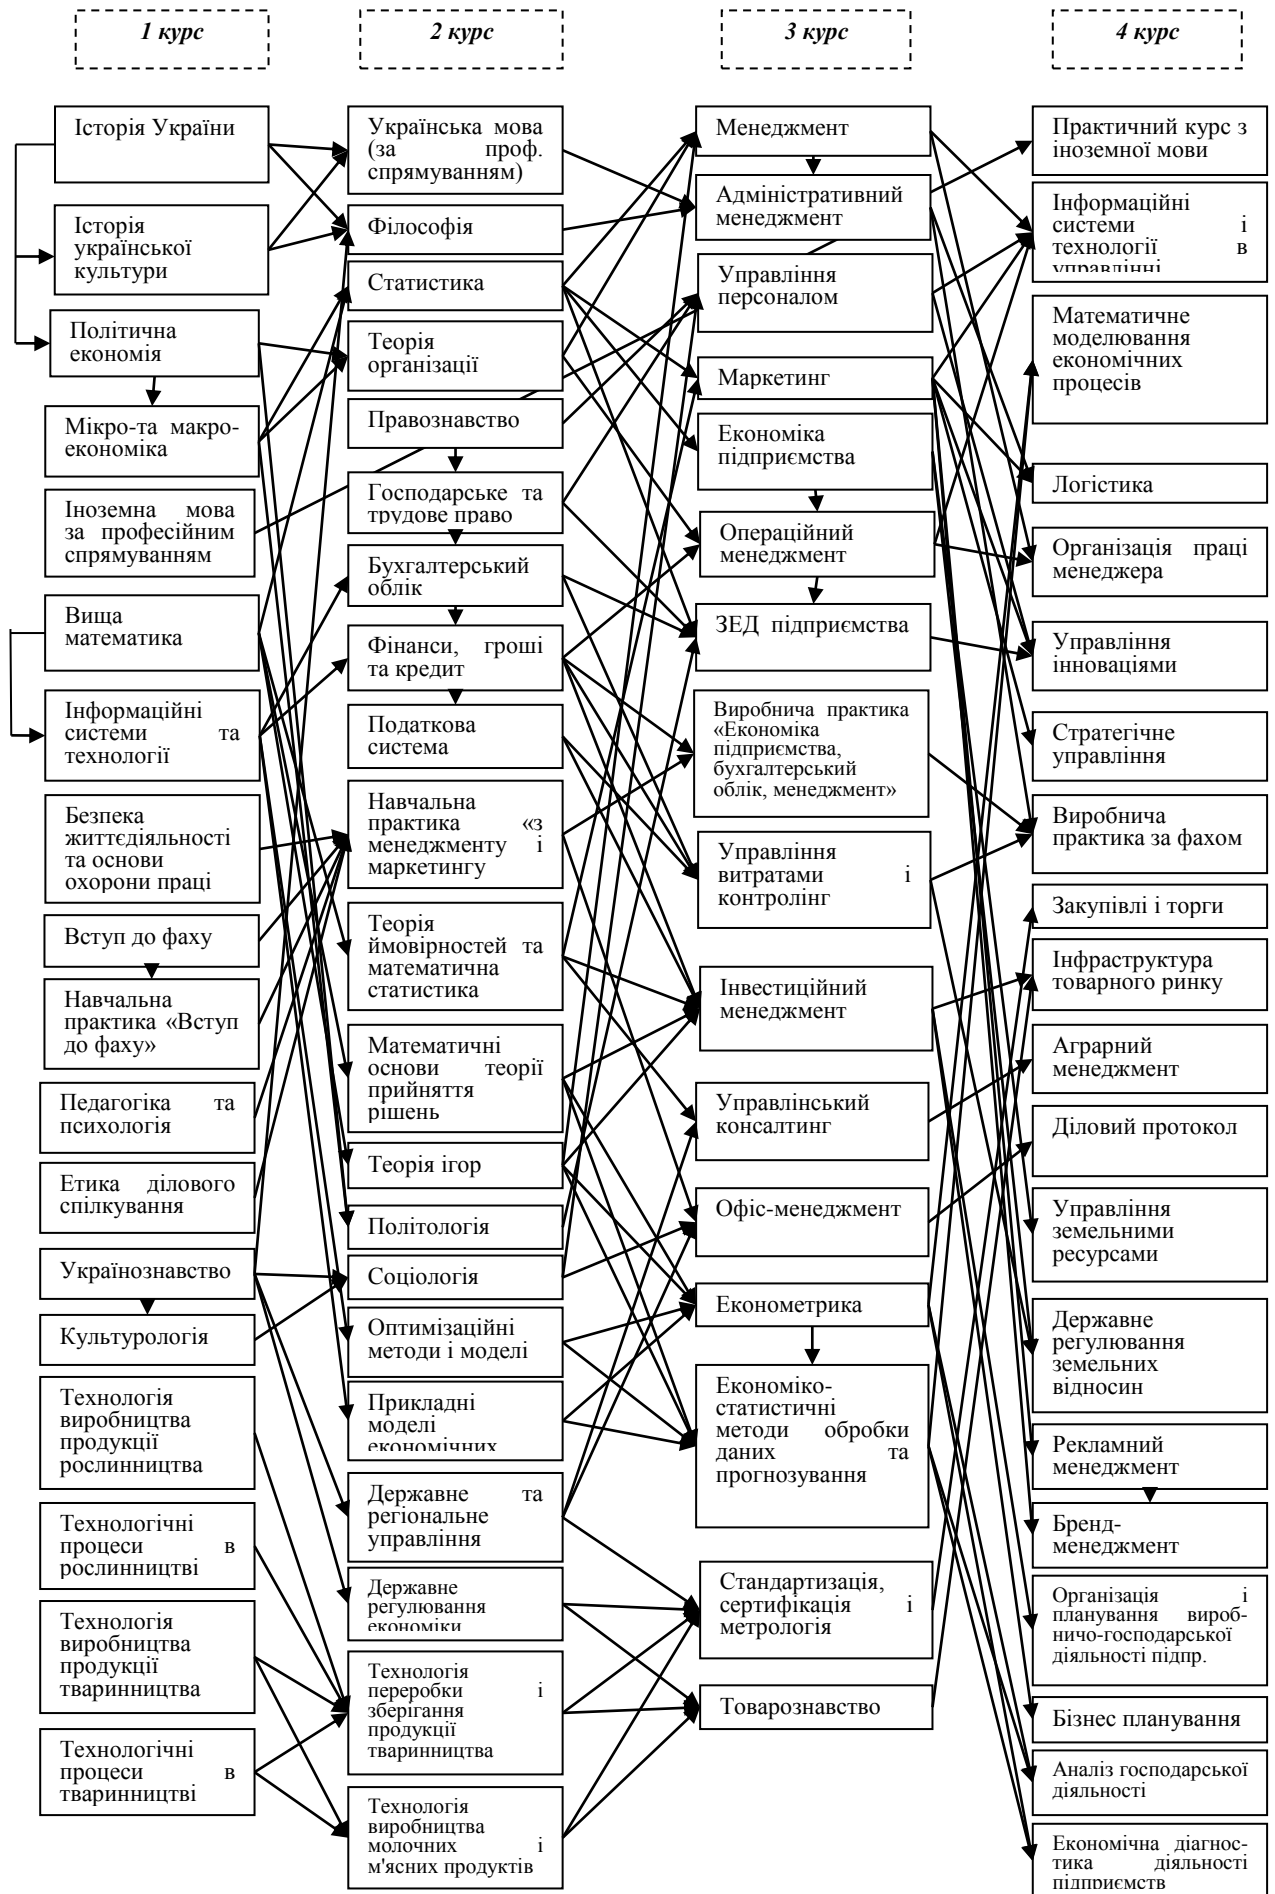 1 курс
2 курс
3 курс
4 курс
Історія України
Історія
української
культури
Політична
економія
Мікро-та макро-
економіка
Іноземна мова
за професійним
спрямуванням
Вища
математика
Інформаційні
системи та
технології
Безпека
життєдіяльності
та основи
охорони праці
Вступ до фаху
Навчальна
практика «Вступ
до фаху»
Педагогіка та
психологія
Етика ділового
спілкування
Українознавство
Культурологія
Технологія
виробництва
продукції
рослинництва
Технологічні
процеси в
рослинництві
Технологія
виробництва
продукції
тваринництва
Технологічні
процеси в
тваринництві
Українська мова
(за проф.
спрямуванням)
Філософія
Статистика
Теорія
організації
Правознавство
Господарське та
трудове право
Бухгалтерський
облік
Фінанси, гроші
та кредит
Податкова
система
Навчальна
практика «з
менеджменту і
маркетингу
Теорія
ймовірностей та
математична
статистика
Математичні
основи теорії
прийняття
рішень
Теорія ігор
Політологія
Соціологія
Оптимізаційні
методи і моделі
Прикладні
моделі
економічних
Державне та
регіональне
управління
Державне
регулювання
економіки
Технологія
переробки і
зберігання
продукції
тваринництва
Технологія
виробництва
молочних і
м'ясних продуктів
Менеджмент
Адміністративний
менеджмент
Управління
персоналом
Маркетинг
Економіка
підприємства
Операційний
менеджмент
ЗЕД підприємства
Виробнича практика
«Економіка
підприємства,
бухгалтерський
облік, менеджмент»
Управління
витратами і
контролінг
Інвестиційний
менеджмент
Управлінський
консалтинг
Офіс-менеджмент
Економетрика
Економіко-
статистичні
методи обробки
даних та
прогнозування
Стандартизація,
сертифікація і
метрологія
Товарознавство
Практичний курс з
іноземної мови
Інформаційні
системи і
технології в
управлінні
Математичне
моделювання
економічних
процесів
Логістика
Організація праці
менеджера
Управління
інноваціями
Стратегічне
управління
Виробнича
практика за фахом
Закупівлі і торги
Інфраструктура
товарного ринку
Аграрний
менеджмент
Діловий протокол
Управління
земельними
ресурсами
Державне
регулювання
земельних
відносин
Рекламний
менеджмент
Бренд-
менеджмент
Організація і
планування вироб-
ничо-господарської
діяльності підпр.
Бізнес планування
Аналіз господарської
діяльності
Економічна діагнос-
тика діяльності
підприємств